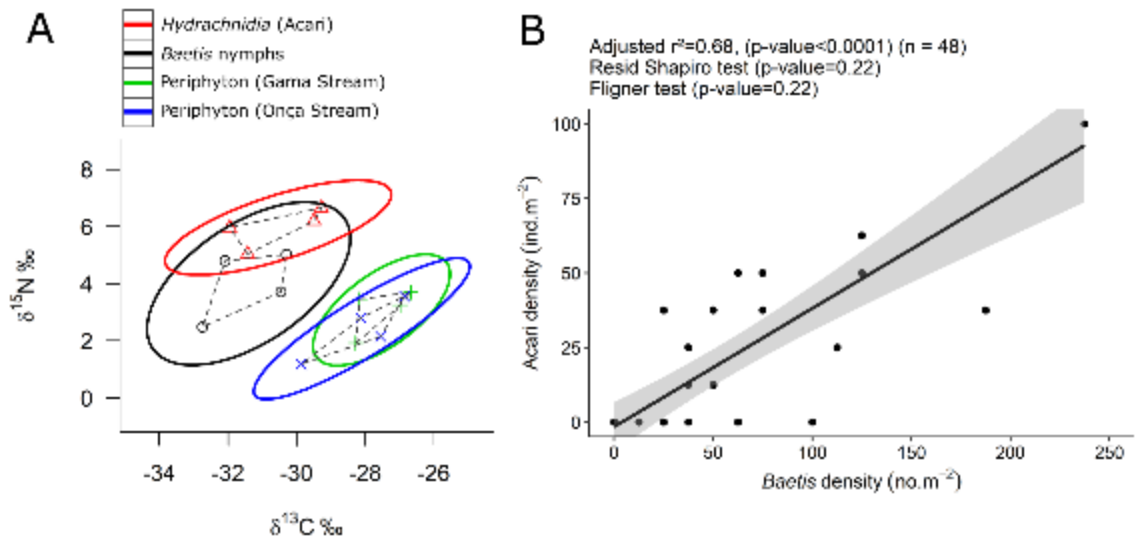 A
Hydrachnidia (Acari)
Baetis nymphs
Periphyton (Gama Stream)
Periphyton (Onça Stream)
8
6
4
2
0
δ¹⁵N ‰
-34
-32
-30
-28
-26
δ¹³C ‰
B
Adjusted r²=0.68, (p-value<0.0001) (n = 48)
Resid Shapiro test (p-value=0.22)
Fligner test (p-value=0.22)
100
75
50
25
0
Acari density (ind.m⁻²)
0
50
100
150
200
250
Baetis density (no.m⁻²)